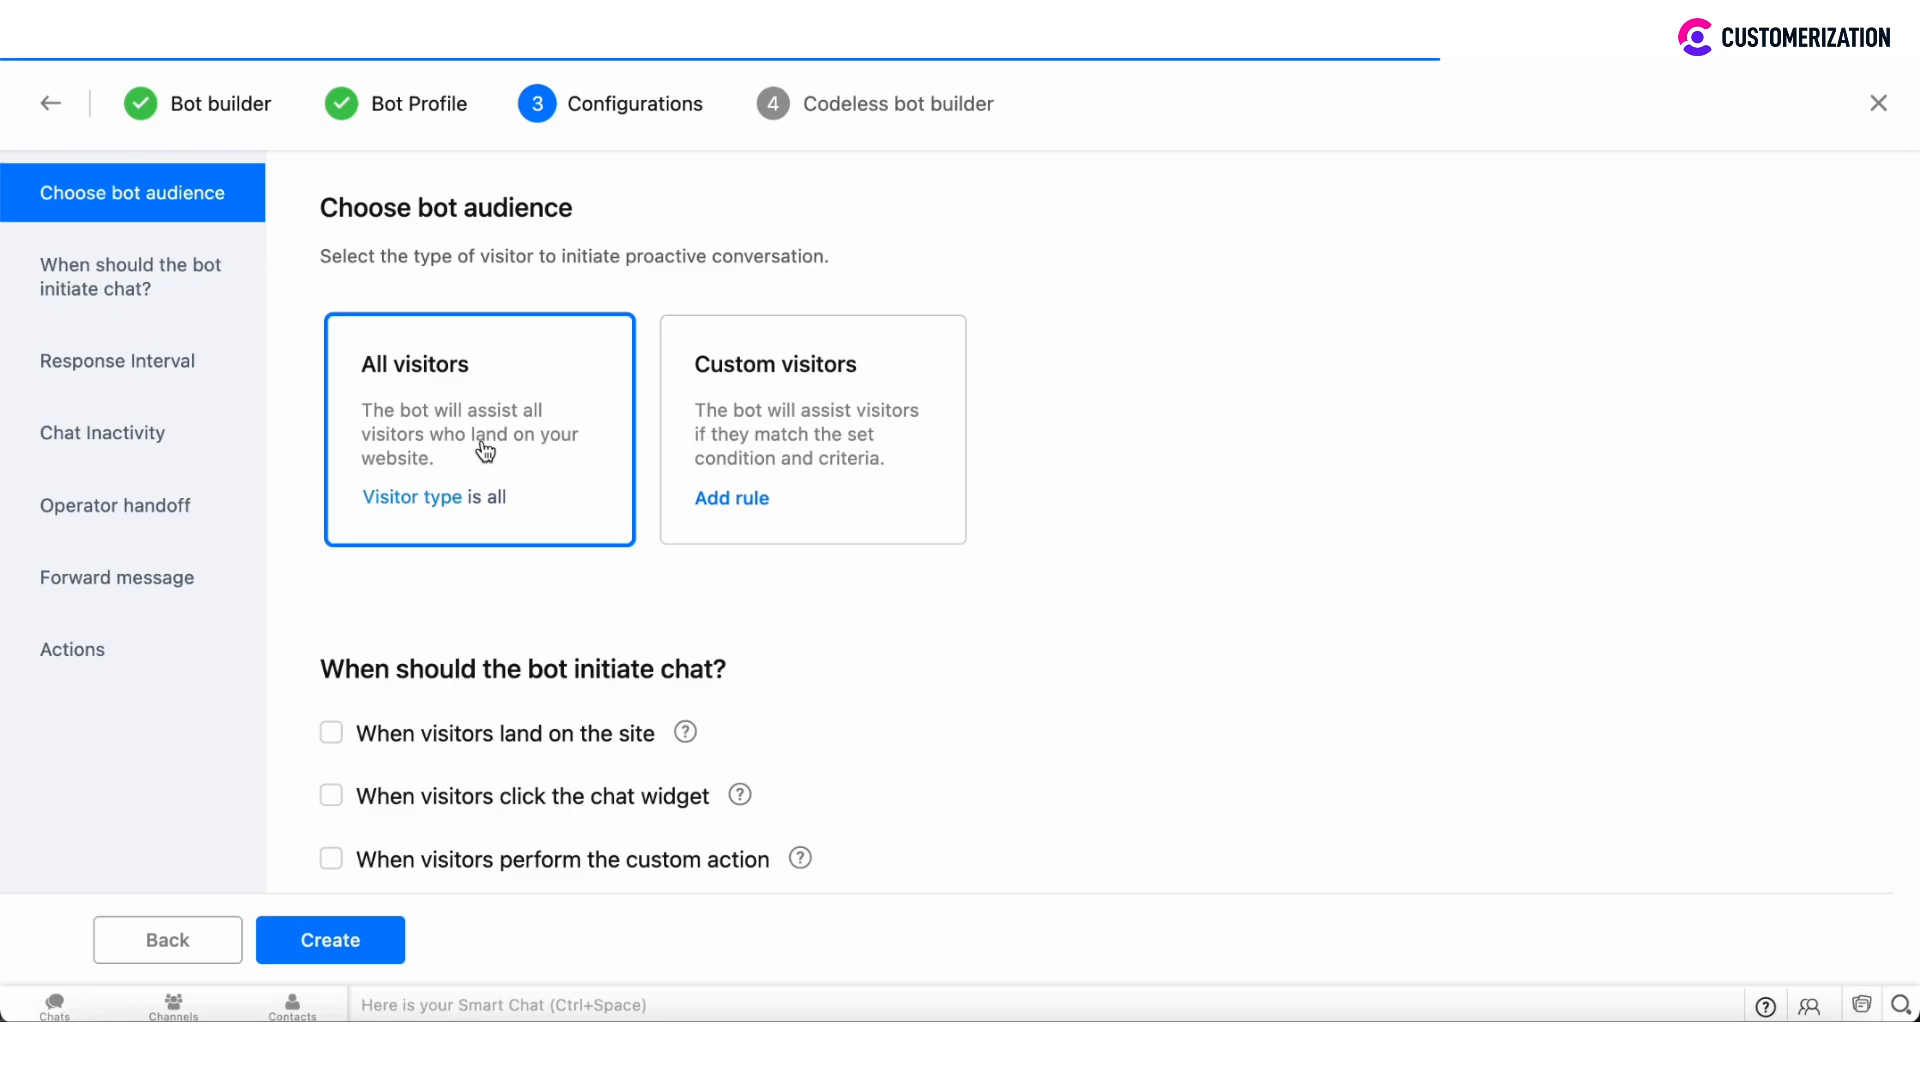 CUSTOMERIZATION
Bot builder
Bot Profile
3 Configurations
4 Codeless bot builder
Choose bot audience
When should the bot
initiate chat?
Response Interval
Chat Inactivity
Operator handoff
Forward message
Actions
Choose bot audience
Select the type of visitor to initiate proactive conversation.
All visitors
The bot will assist all
visitors who land on your
website.
Visitor type is all
Custom visitors
The bot will assist visitors
if they match the set
condition and criteria.
Add rule
When should the bot initiate chat?
When visitors land on the site ?
When visitors click the chat widget ?
When visitors perform the custom action ?
Back
Create
Chats
Channels
Contacts
Here is your Smart Chat (Ctrl+Space)
?